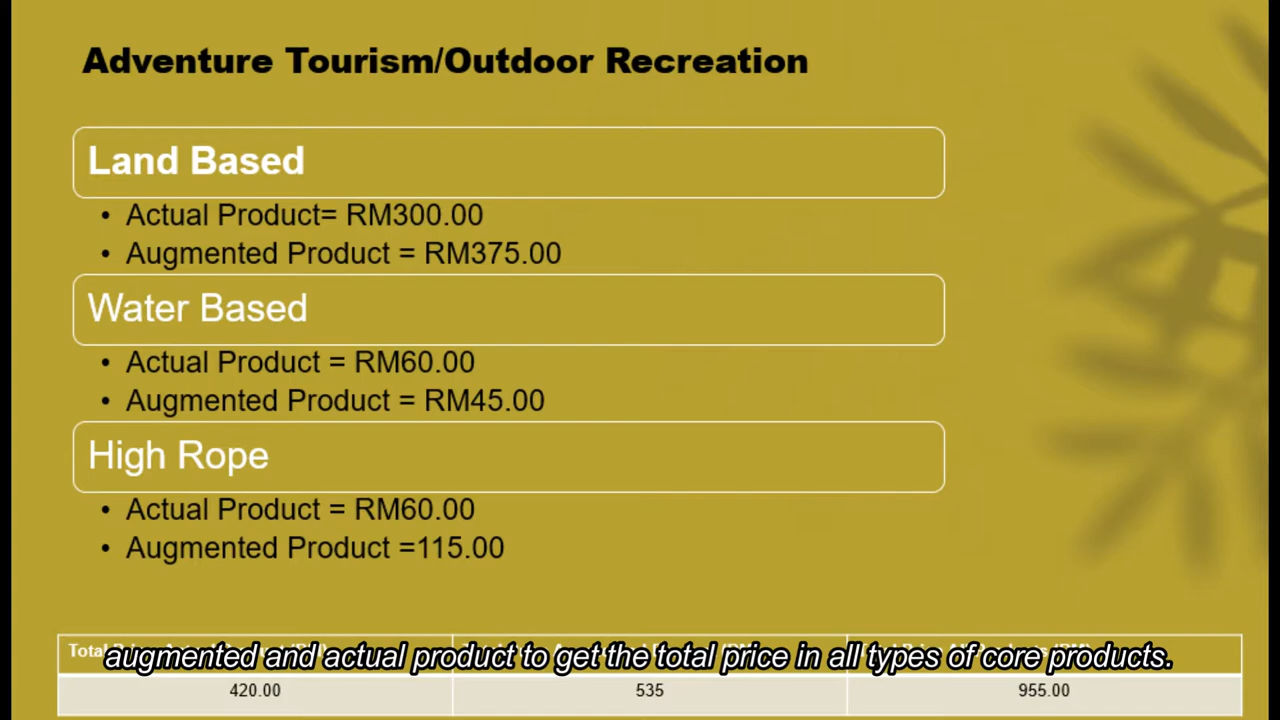 Adventure Tourism/Outdoor Recreation
Land Based
• Actual Product= RM300.00
• Augmented Product = RM375.00
Water Based
• Actual Product = RM60.00
• Augmented Product = RM45.00
High Rope
• Actual Product = RM60.00
• Augmented Product =115.00
Total
augmented and actual product to get the total price in all types of core products.
420.00 535 955.00